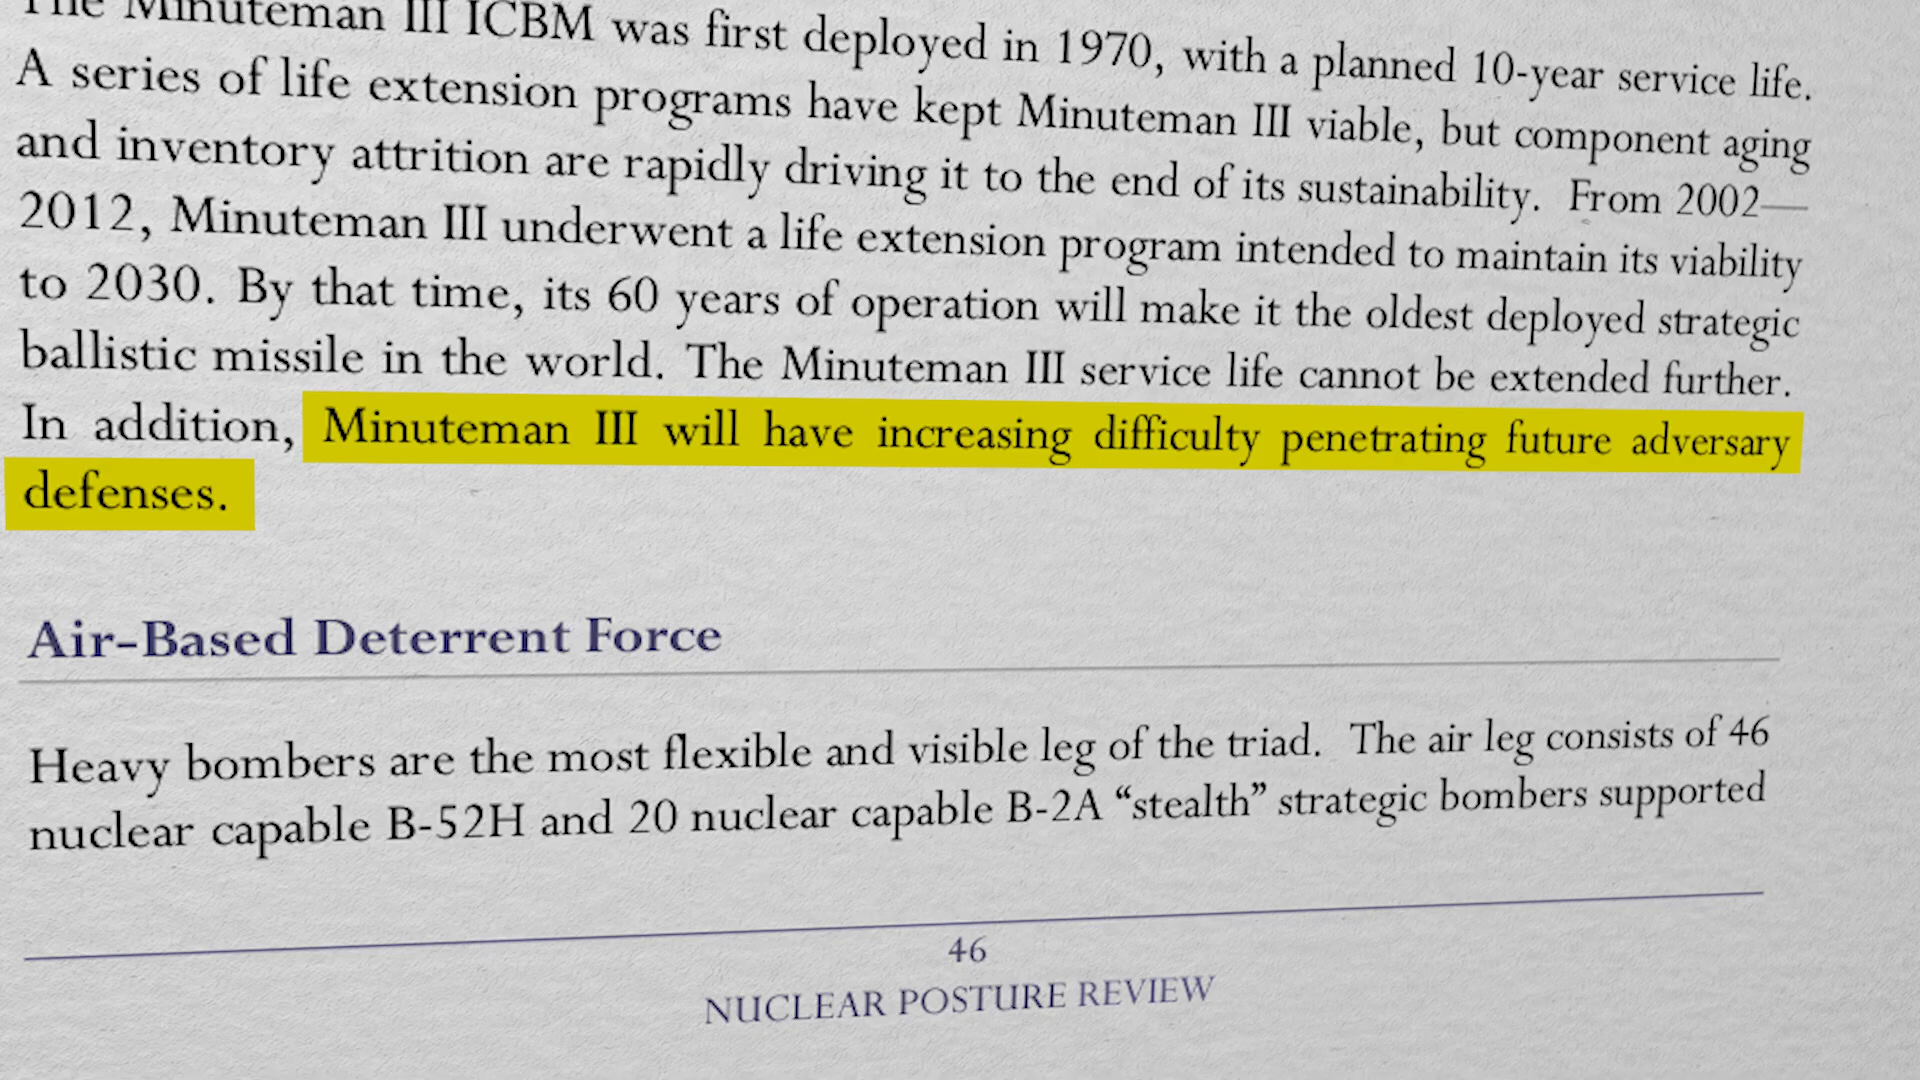 The Minuteman III ICBM was first deployed in 1970, with a planned 10-year service life.
A series of life extension programs have kept Minuteman III viable, but component aging
and inventory attrition are rapidly driving it to the end of its sustainability. From 2002—
2012, Minuteman III underwent a life extension program intended to maintain its viability
to 2030. By that time, its 60 years of operation will make it the oldest deployed strategic
ballistic missile in the world. The Minuteman III service life cannot be extended further.
In addition, Minuteman III will have increasing difficulty penetrating future adversary
defenses.
Air-Based Deterrent Force
Heavy bombers are the most flexible and visible leg of the triad. The air leg consists of 46
nuclear capable B-52H and 20 nuclear capable B-2A “stealth” strategic bombers supported
46
NUCLEAR POSTURE REVIEW